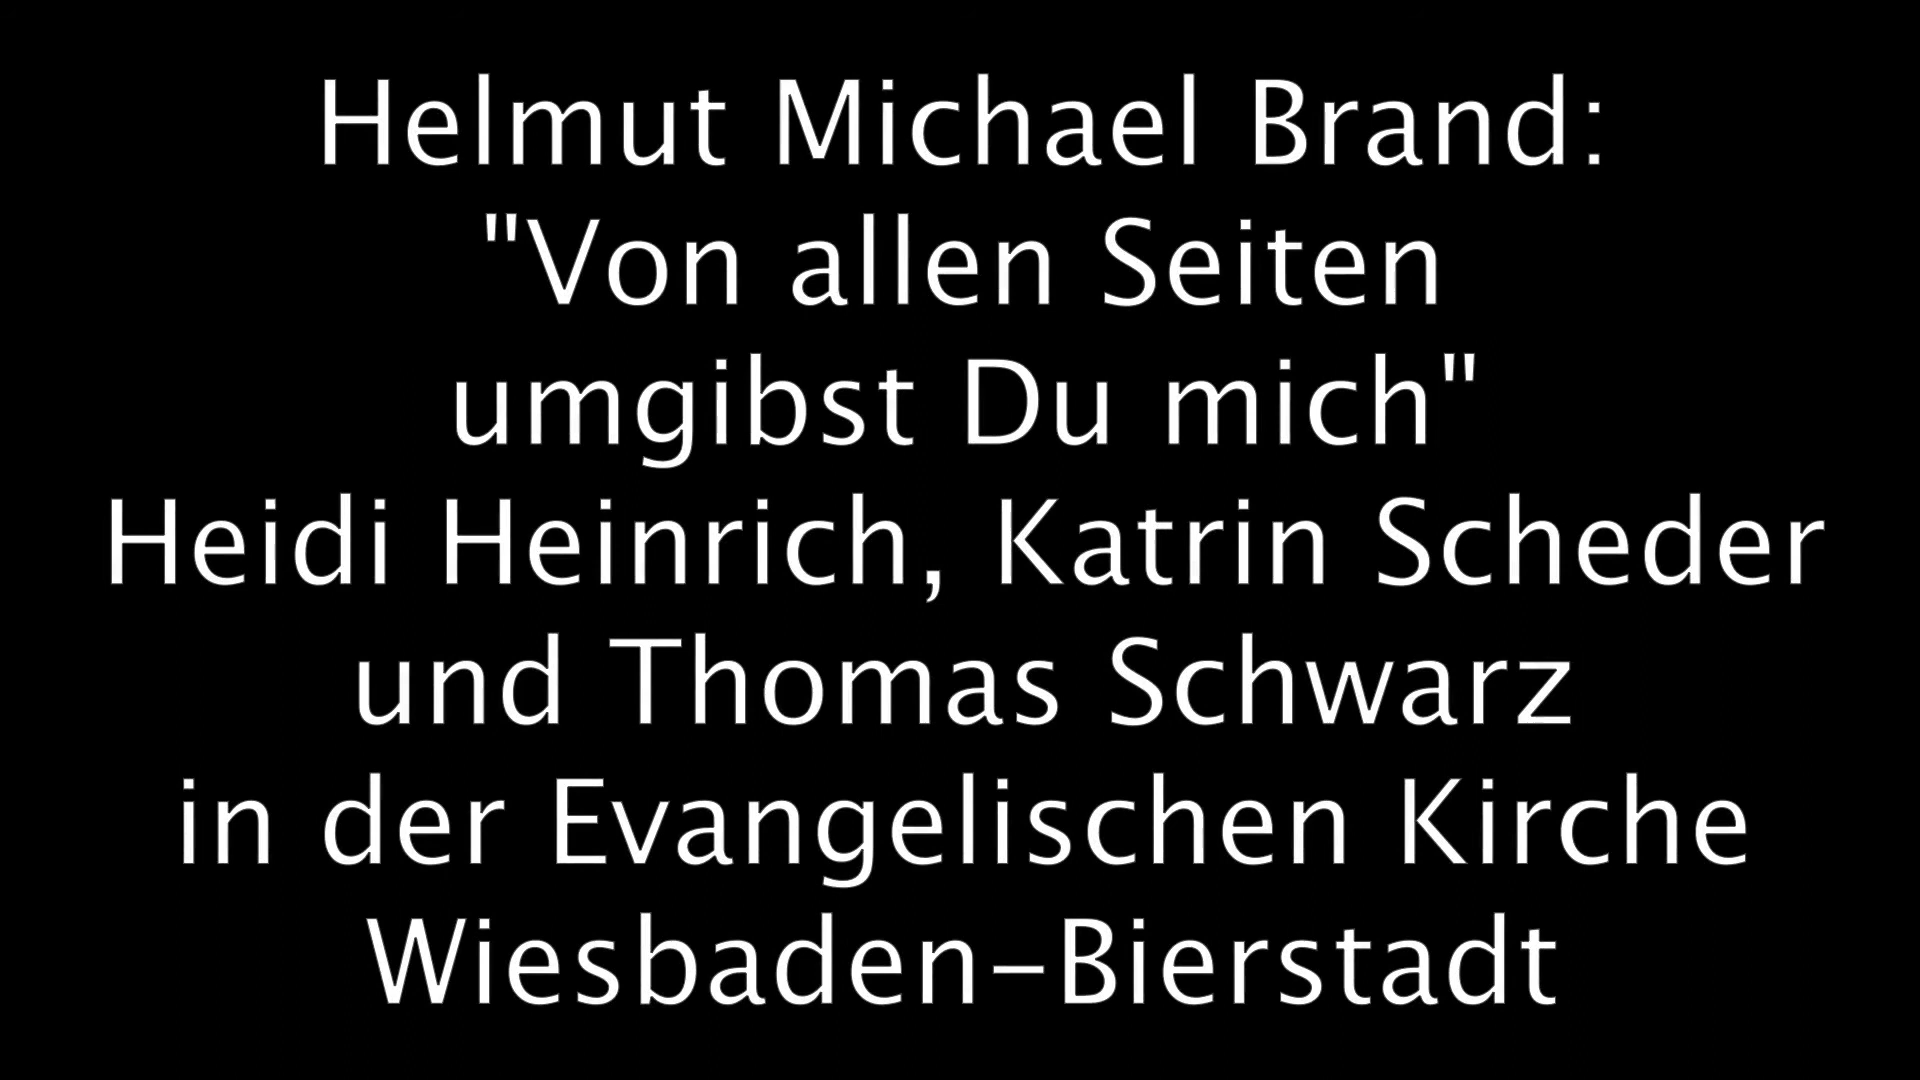 Helmut Michael Brand:
"Von allen Seiten
umgibst Du mich"
Heidi Heinrich, Katrin Scheder
und Thomas Schwarz
in der Evangelischen Kirche
Wiesbaden-Bierstadt